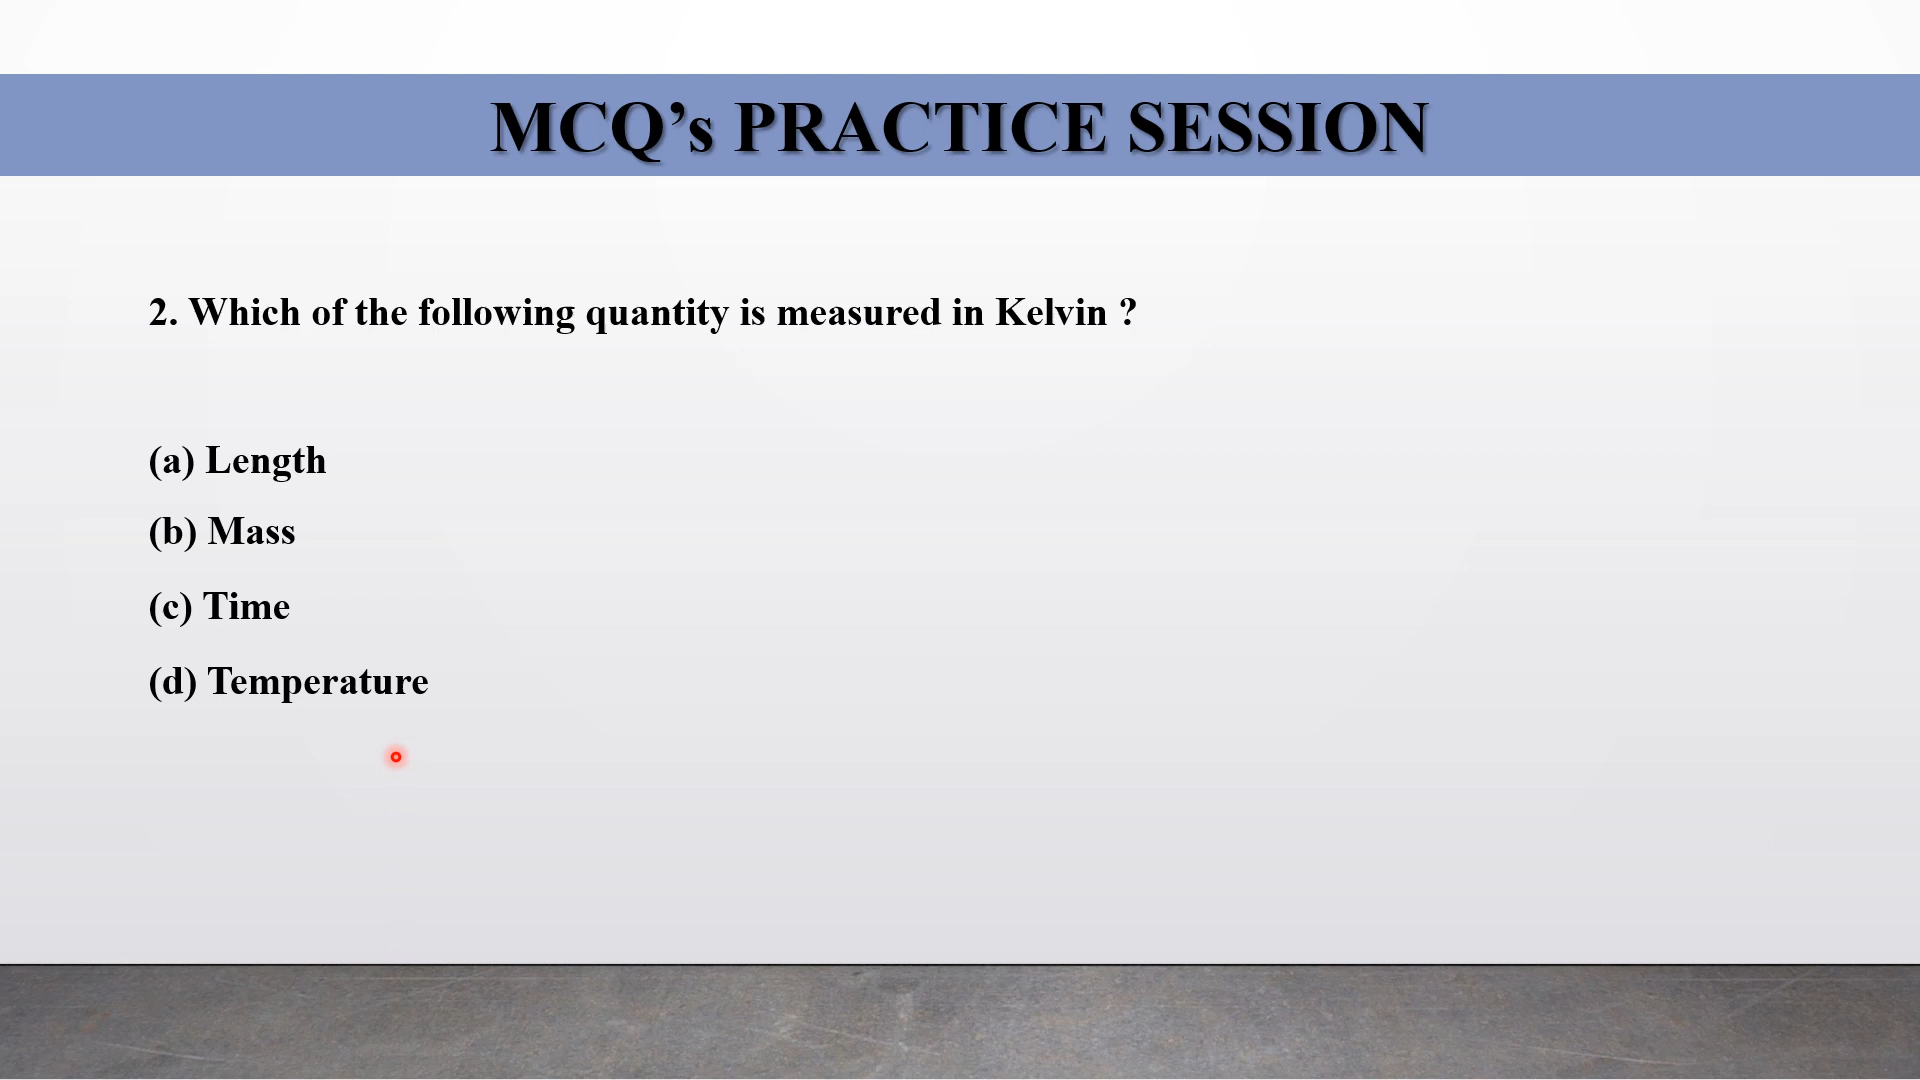 MCQ’s PRACTICE SESSION
2. Which of the following quantity is measured in Kelvin ?
(a) Length
(b) Mass
(c) Time
(d) Temperature